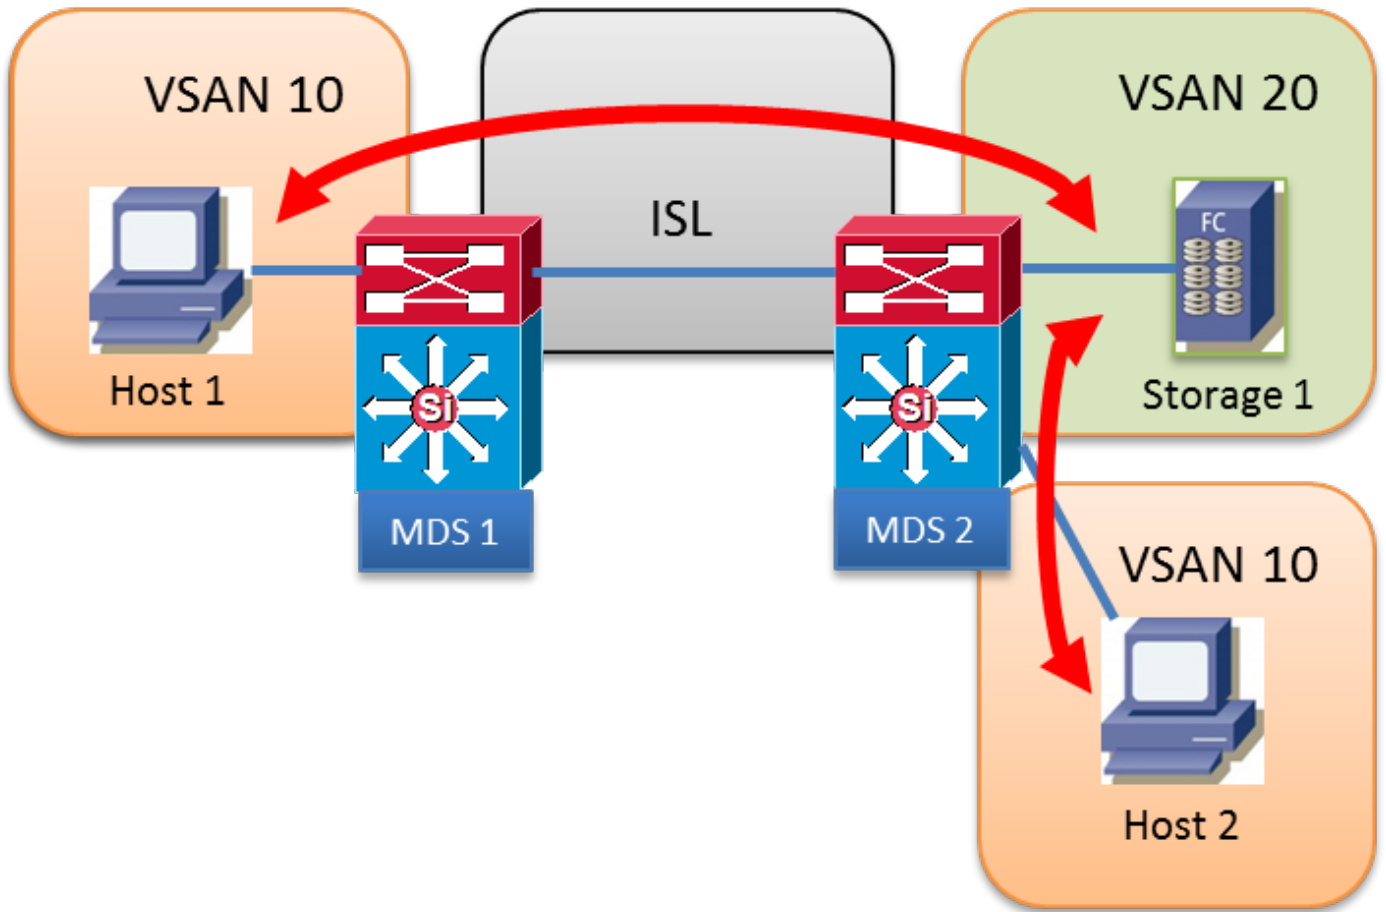 VSAN 10
VSAN 20
ISL
FC
Host 1
Si
Si
Storage 1
MDS 1
MDS 2
VSAN 10
Host 2